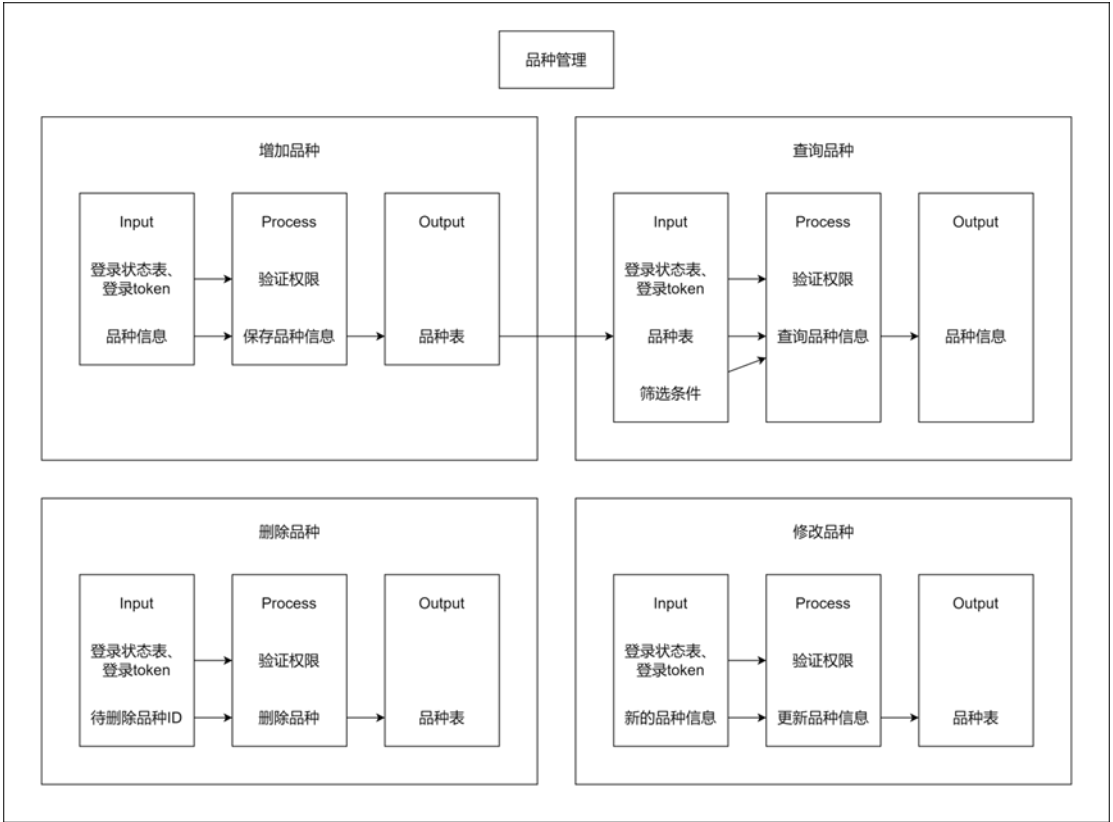 品种管理
增加品种
Input
登录状态表、
登录token
品种信息
Process
验证权限
保存品种信息
Output
品种表
查询品种
Input
登录状态表、
登录token
品种表
筛选条件
Process
验证权限
查询品种信息
Output
品种信息
删除品种
Input
登录状态表、
登录token
待删除品种ID
Process
验证权限
删除品种
Output
品种表
修改品种
Input
登录状态表、
登录token
新的品种信息
Process
验证权限
更新品种信息
Output
品种表